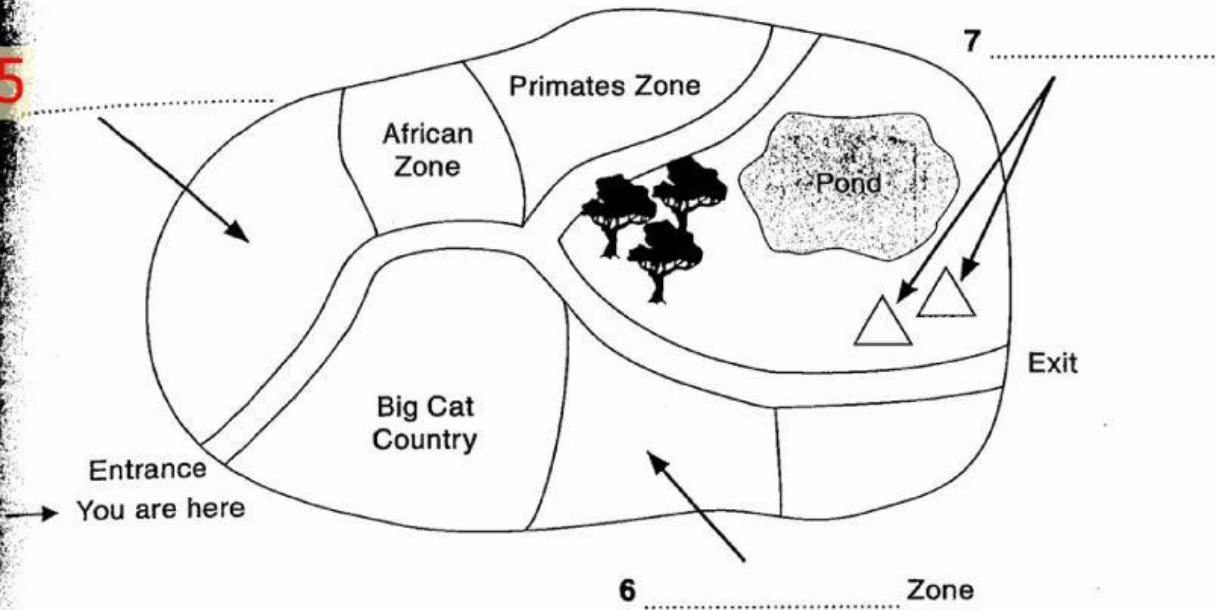 7 ........................
5 ........................
Primates Zone
African
Zone
Pond
Exit
Big Cat
Country
Entrance
You are here
6 ........................ Zone